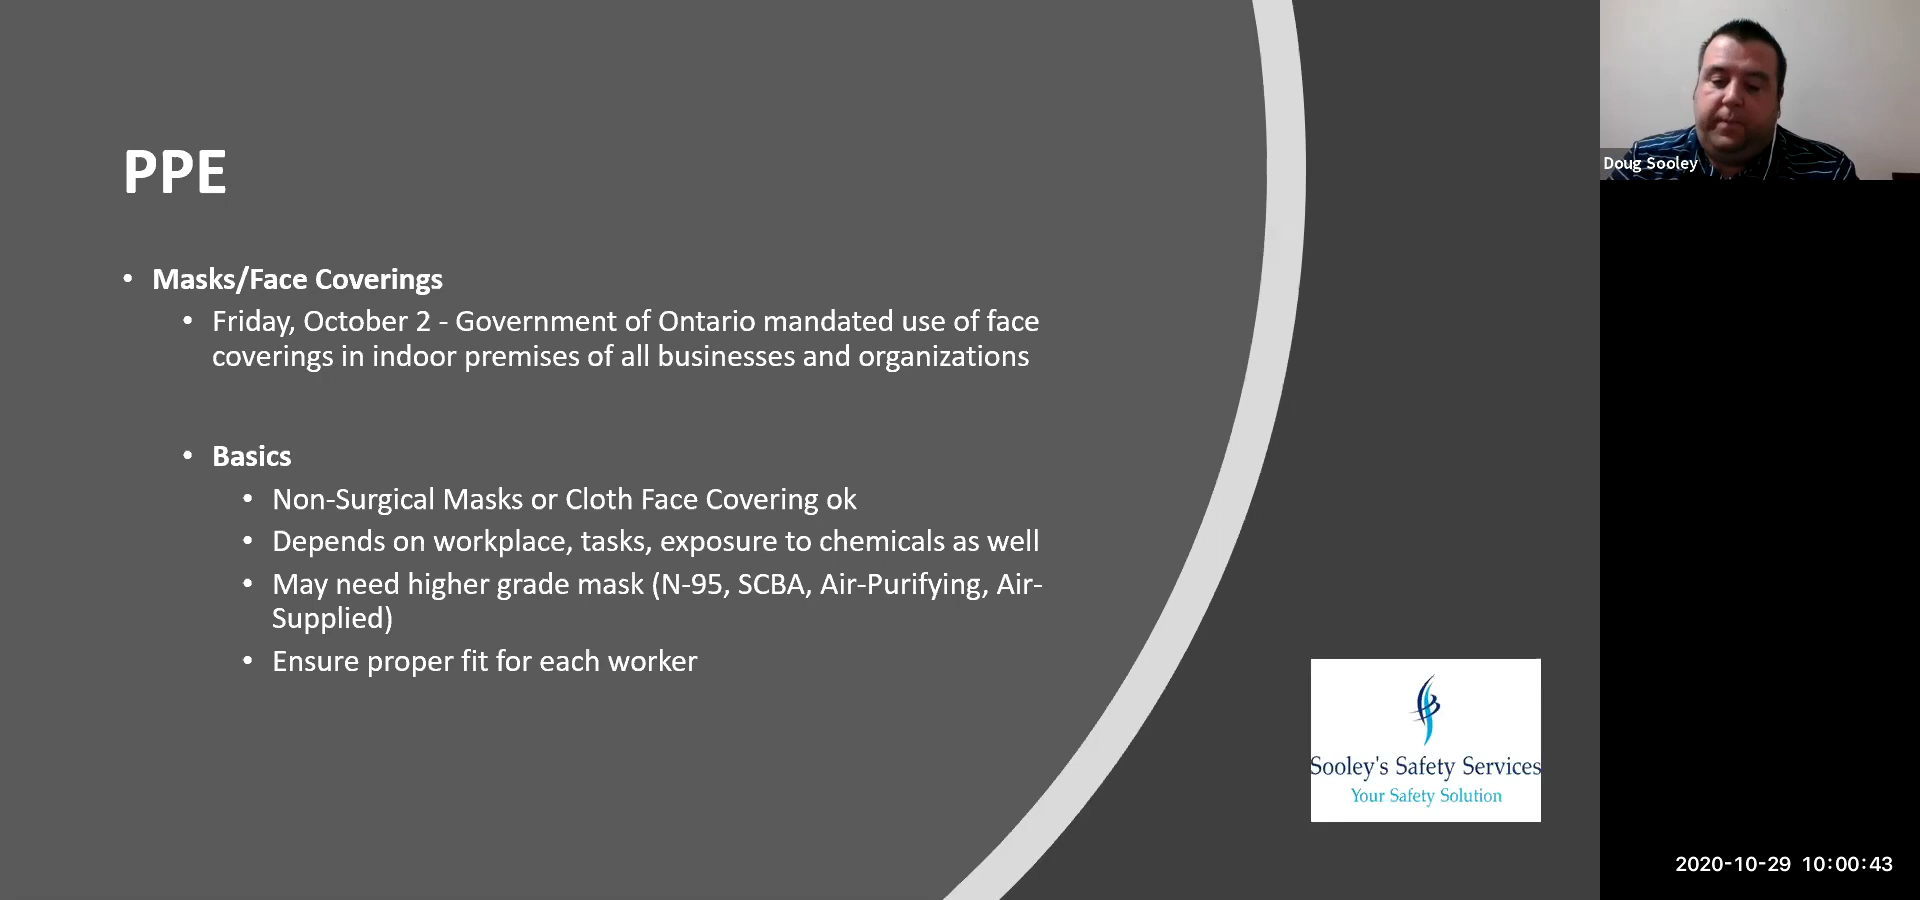 PPE
• Masks/Face Coverings
• Friday, October 2 - Government of Ontario mandated use of face
coverings in indoor premises of all businesses and organizations
• Basics
• Non-Surgical Masks or Cloth Face Covering ok
• Depends on workplace, tasks, exposure to chemicals as well
• May need higher grade mask (N-95, SCBA, Air-Purifying, Air-
Supplied)
• Ensure proper fit for each worker
Sooley's Safety Services
Your Safety Solution
Doug Sooley
2020-10-29 10:00:43